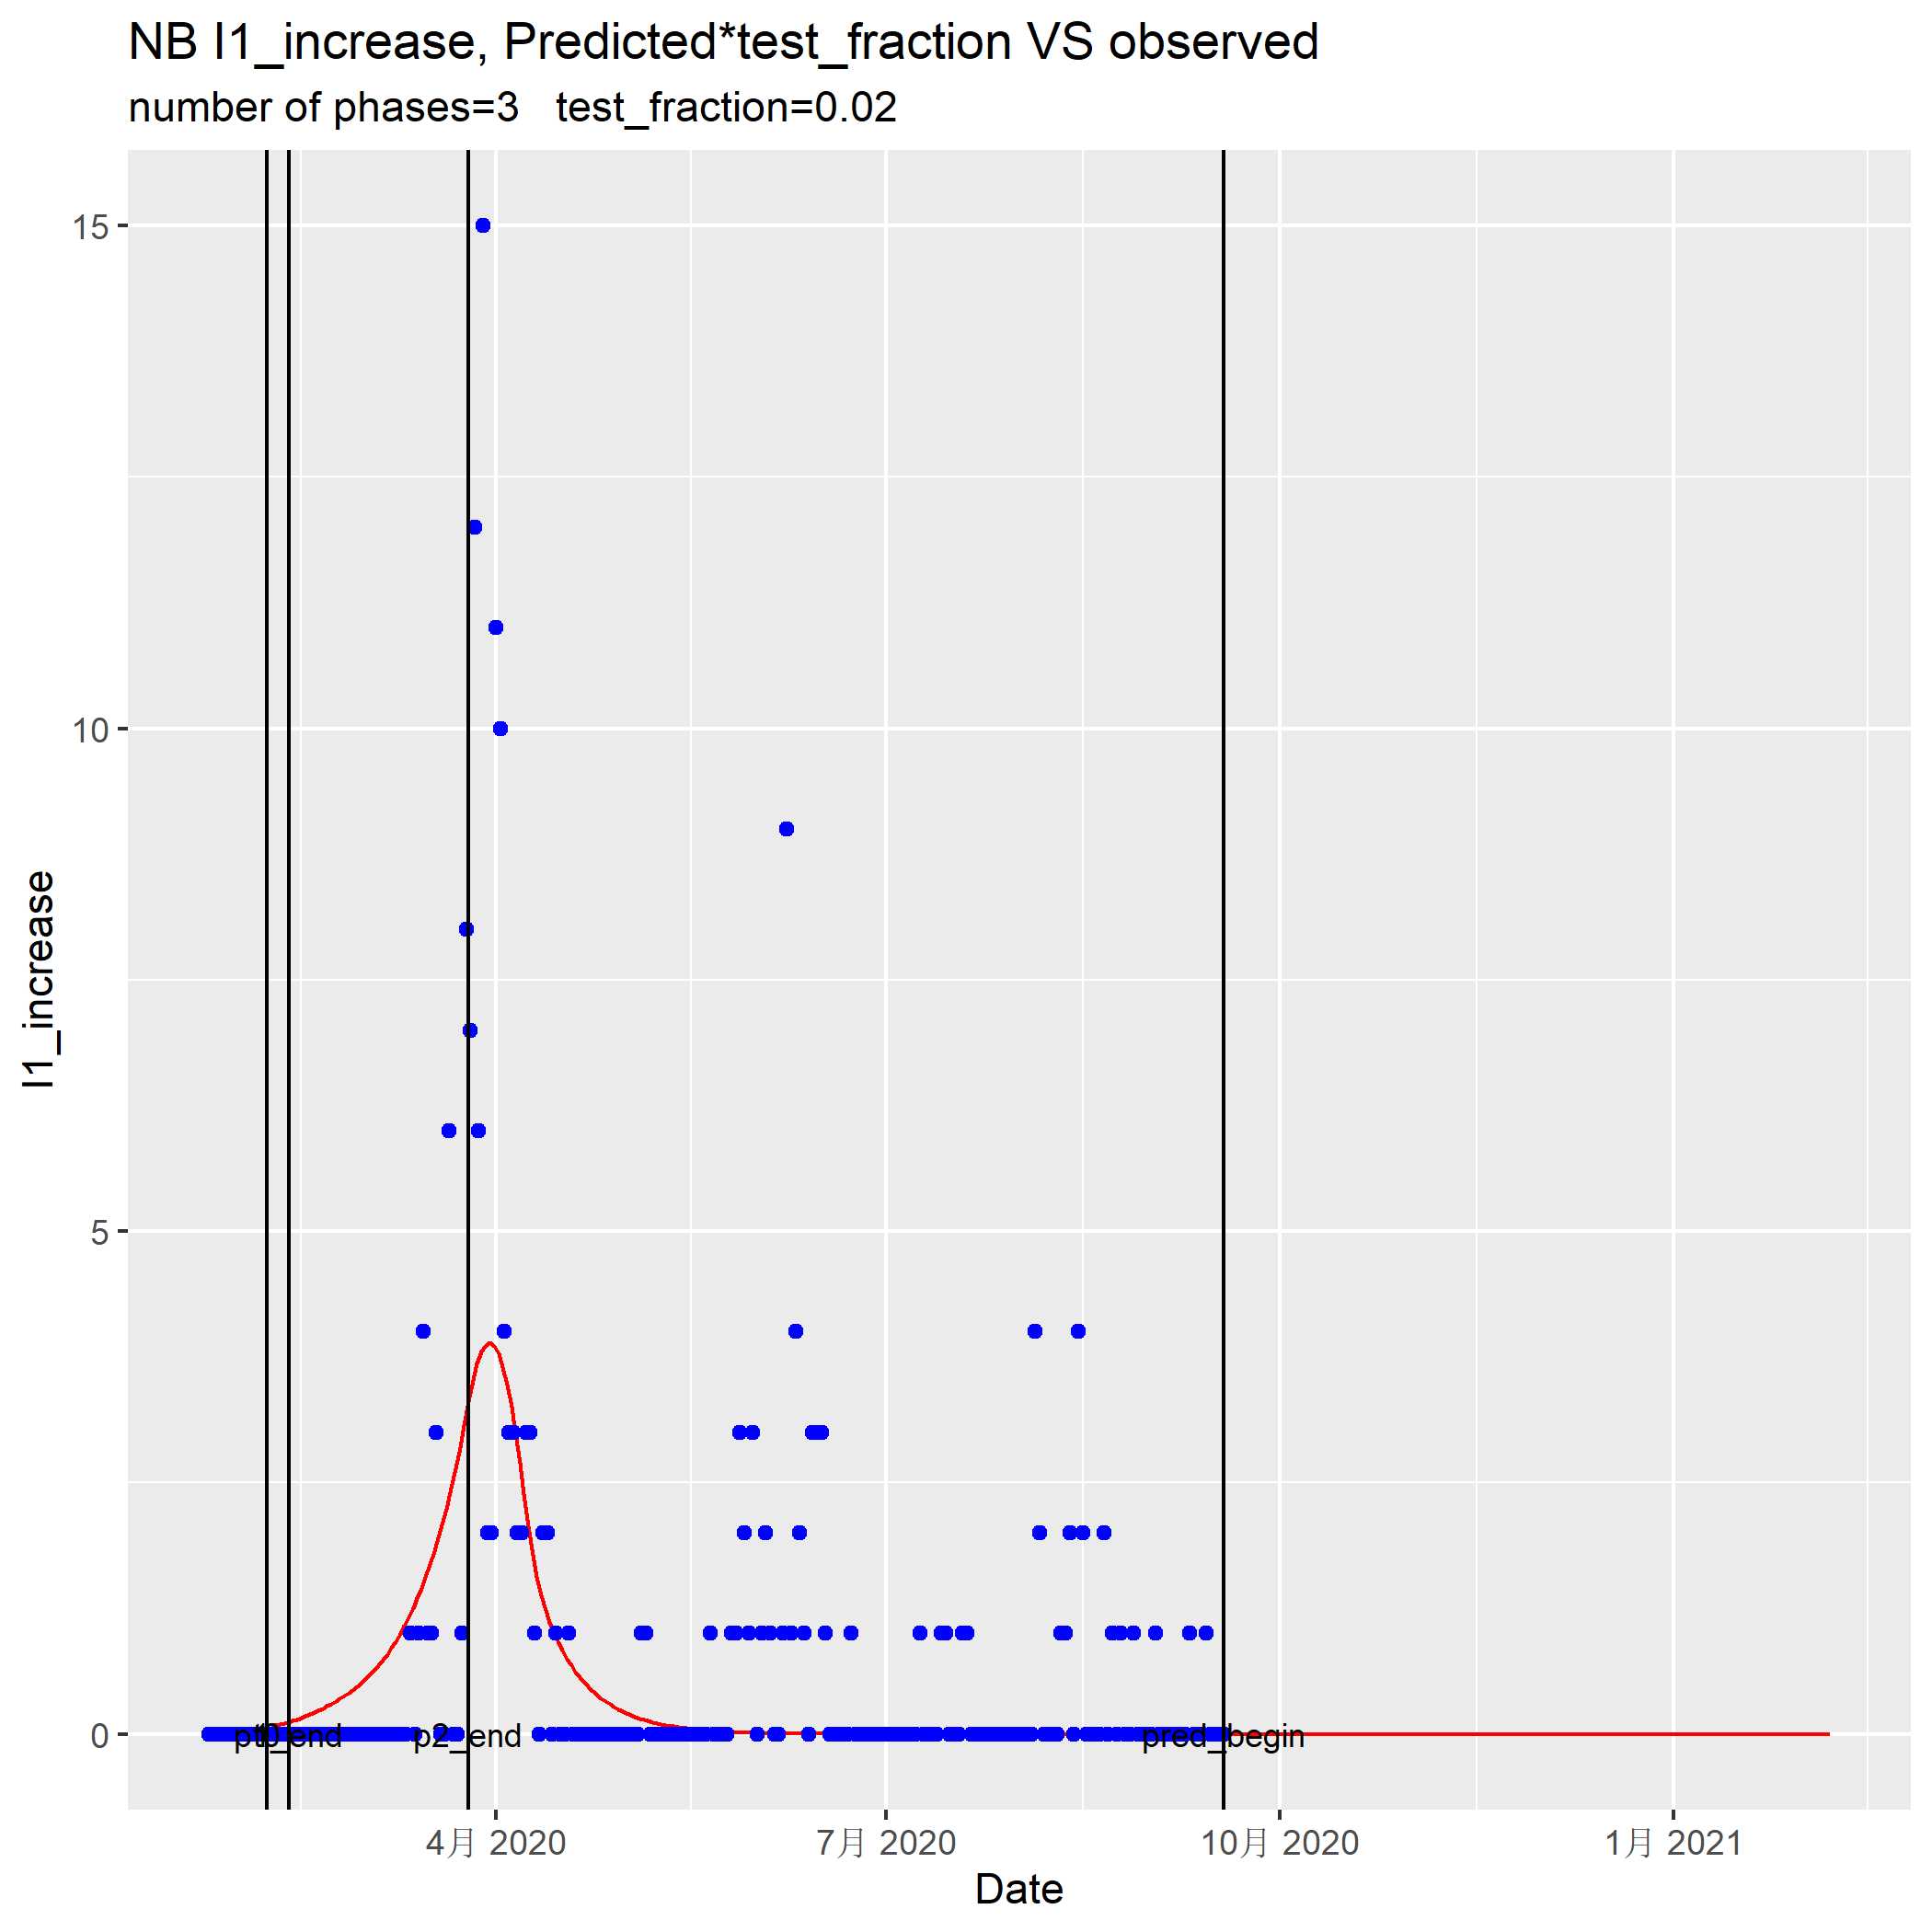 NB I1_increase, Predicted*test_fraction VS observed
number of phases=3   test_fraction=0.02
15
10
5
0
I1_increase
p2_end
pred_begin
4月 2020
7月 2020
10月 2020
1月 2021
Date